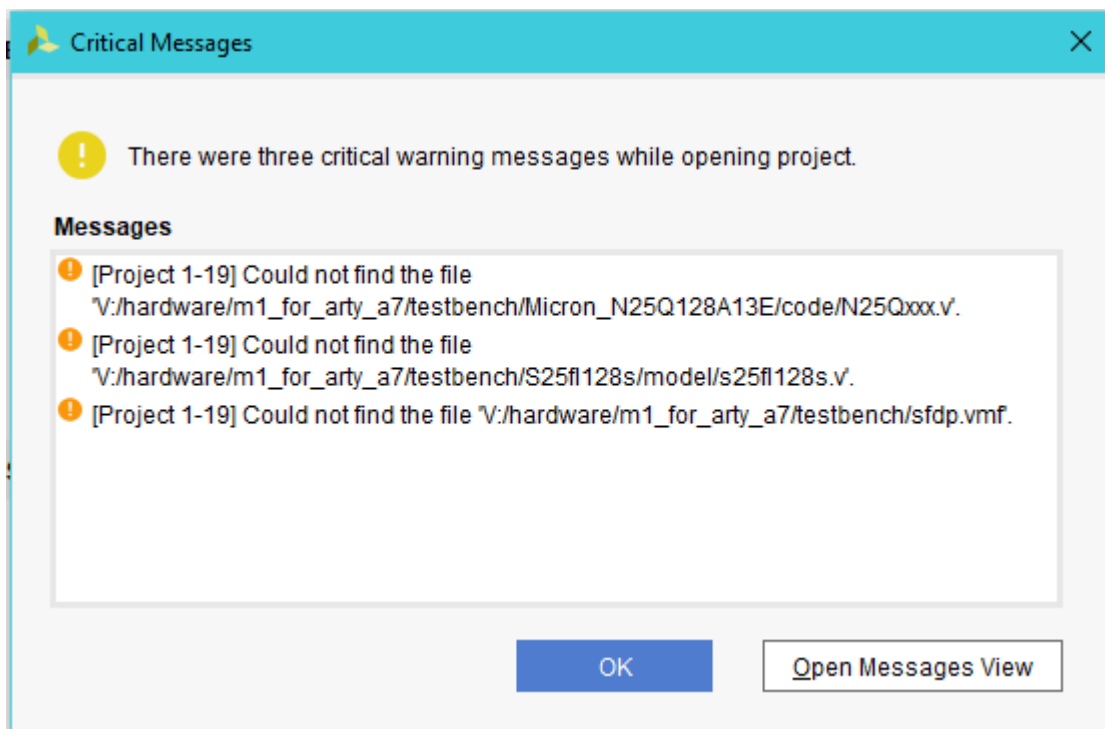 Critical Messages
There were three critical warning messages while opening project.
Messages
[Project 1-19] Could not find the file
'V:/hardware/m1_for_arty_a7/testbench/Micron_N25Q128A13E/code/N25Qxxx.v'.
[Project 1-19] Could not find the file
'V:/hardware/m1_for_arty_a7/testbench/S25fl128s/model/s25fl128s.v'.
[Project 1-19] Could not find the file 'V:/hardware/m1_for_arty_a7/testbench/sfdp.vmf'.
OK
Open Messages View